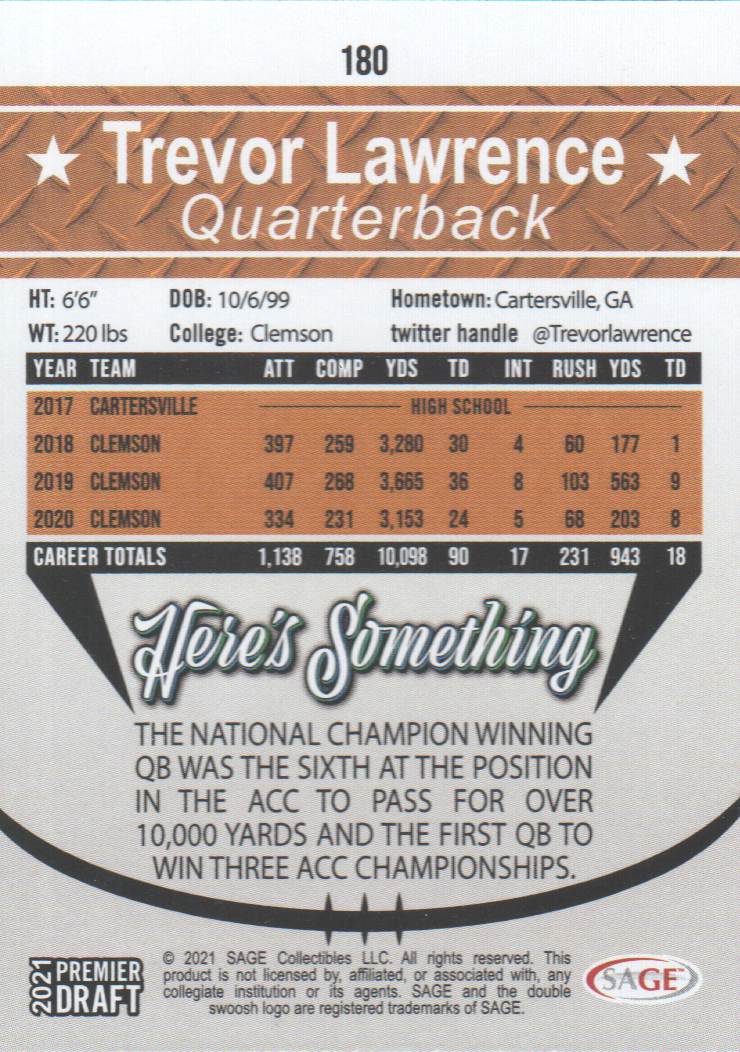 180
Trevor Lawrence
Quarterback
HT: 6'6" DOB: 10/6/99 Hometown: Cartersville, GA
WT: 220 lbs College: Clemson twitter handle @Trevorlawrence
YEAR TEAM ATT COMP YDS TD INT RUSH YDS TD
2017 CARTERSVILLE HIGH SCHOOL
2018 CLEMSON 397 259 3,280 30 4 60 177 1
2019 CLEMSON 407 268 3,665 36 8 103 563 9
2020 CLEMSON 334 231 3,153 24 5 68 203 8
CAREER TOTALS 1,138 758 10,098 90 17 231 943 18
Here's Something
THE NATIONAL CHAMPION WINNING
QB WAS THE SIXTH AT THE POSITION
IN THE ACC TO PASS FOR OVER
10,000 YARDS AND THE FIRST QB TO
WIN THREE ACC CHAMPIONSHIPS.
2021 PREMIER
DRAFT
© 2021 SAGE Collectibles LLC. All rights reserved. This
product is not licensed by, affiliated, or associated with, any
collegiate institution or its agents. SAGE and the double
swoosh logo are registered trademarks of SAGE.
SAGE™